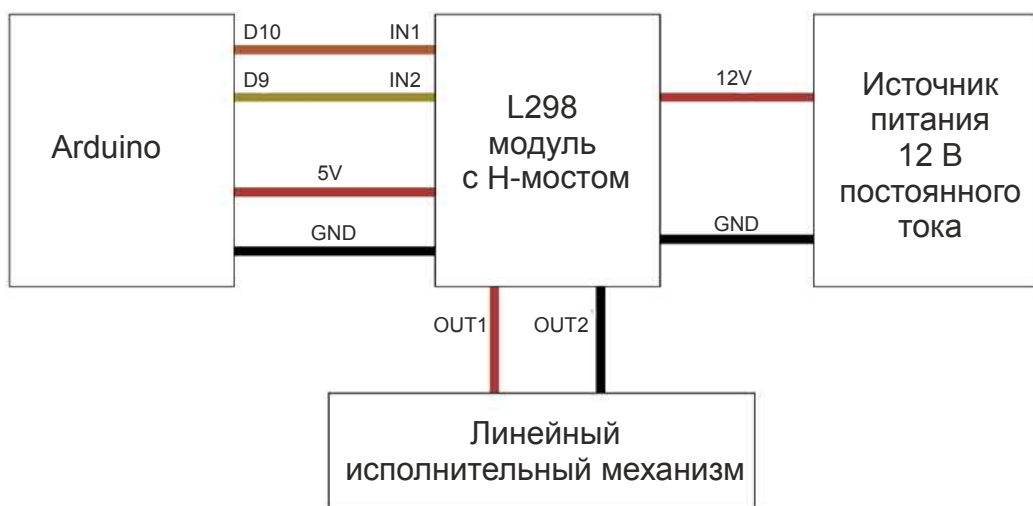 D10
IN1
D9
IN2
5V
GND
Arduino
L298
модуль
с Н-мостом
12V
GND
Источник
питания
12 В
постоянного
тока
OUT1
OUT2
Линейный
исполнительный механизм